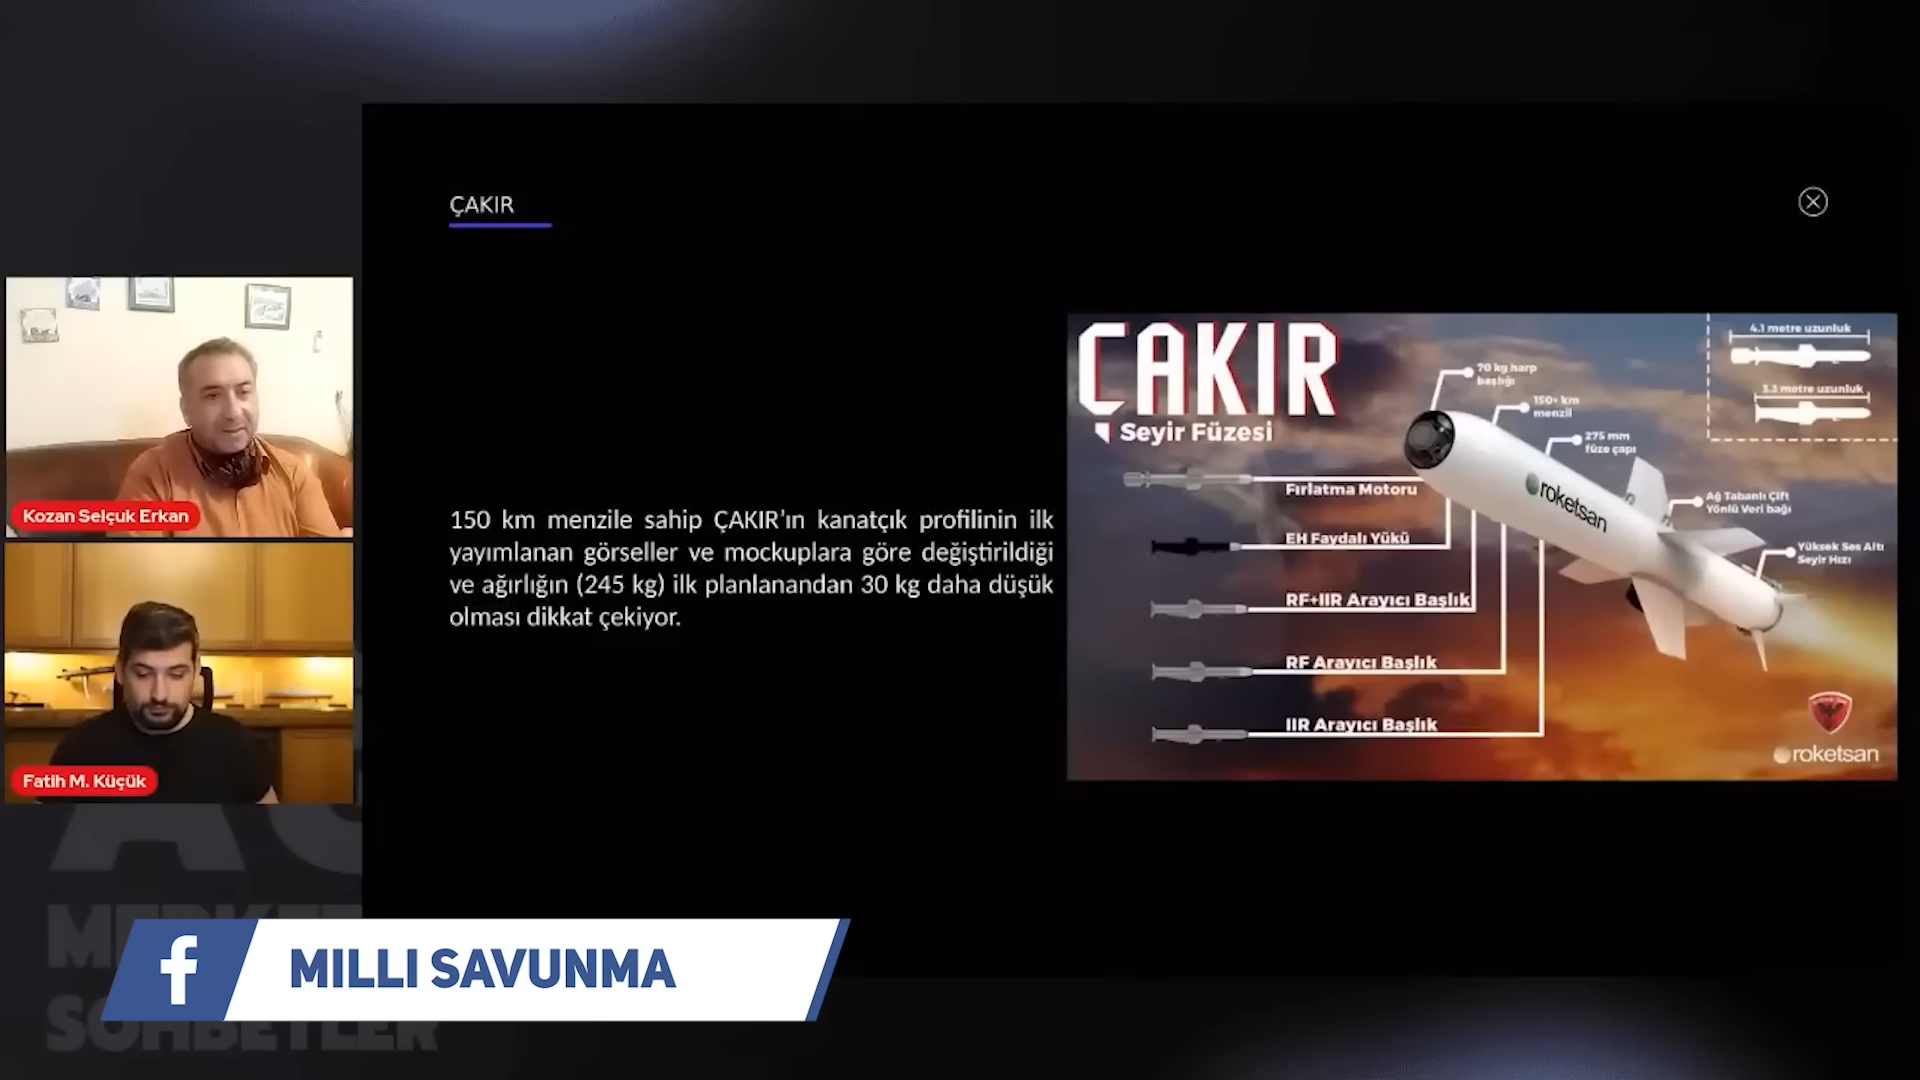 ÇAKIR
150 km menzile sahip ÇAKIR'ın kanatçık profilinin ilk
yayımlanan görseller ve mockuplara göre değiştirildiği
ve ağırlığın (245 kg) ilk planlanandan 30 kg daha düşük
olması dikkat çekiyor.
Kozan Selçuk Erkan
Fatih M. Küçük
ÇAKIR
Seyir Füzesi
4.1 metre uzunluk
3.3 metre uzunluk
70 kg harp
başlığı
150+ km
menzil
275 mm
füze çapı
Ağ Tabanlı Çift
Yönlü Veri bağı
Yüksek Ses Altı
Seyir Hızı
Fırlatma Motoru
EH Faydalı Yükü
RF+IIR Arayıcı Başlık
RF Arayıcı Başlık
IIR Arayıcı Başlık
roketsan
roketsan
MILLI SAVUNMA
SOHBETLER